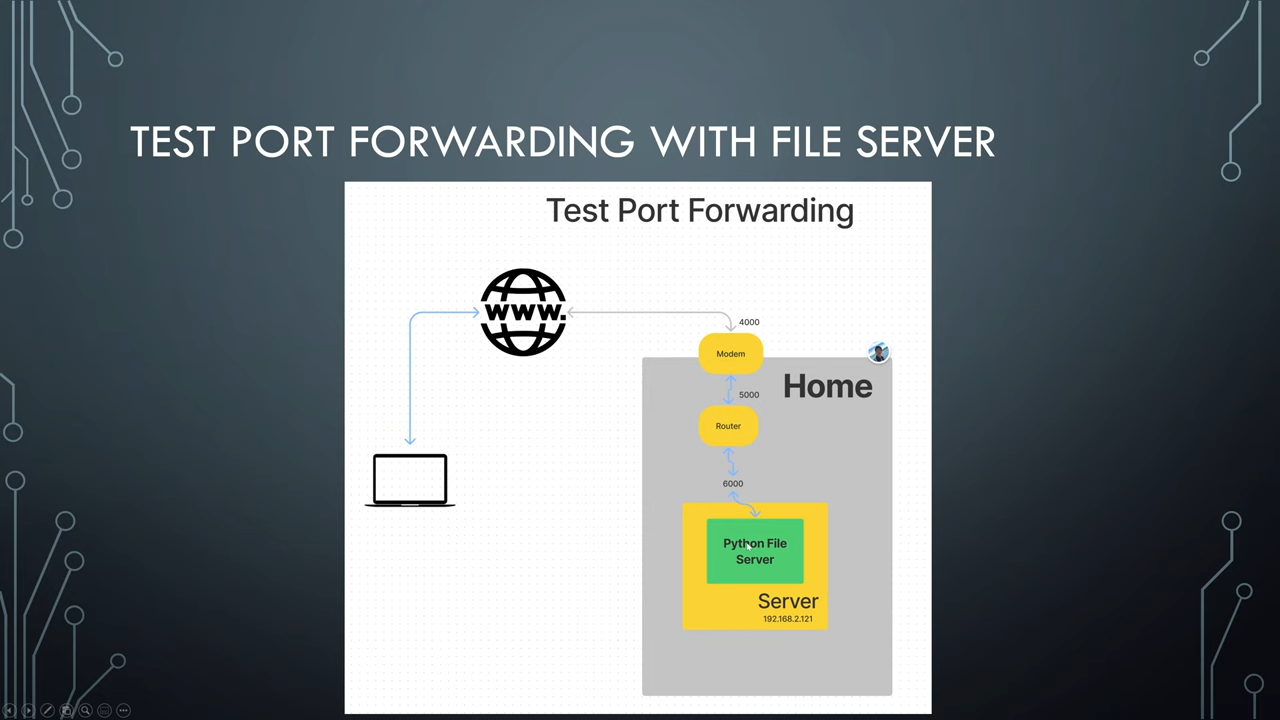 TEST PORT FORWARDING WITH FILE SERVER
Test Port Forwarding
www.
4000
Modem
Home
5000
Router
6000
Python File
Server
Server
192.168.2.121